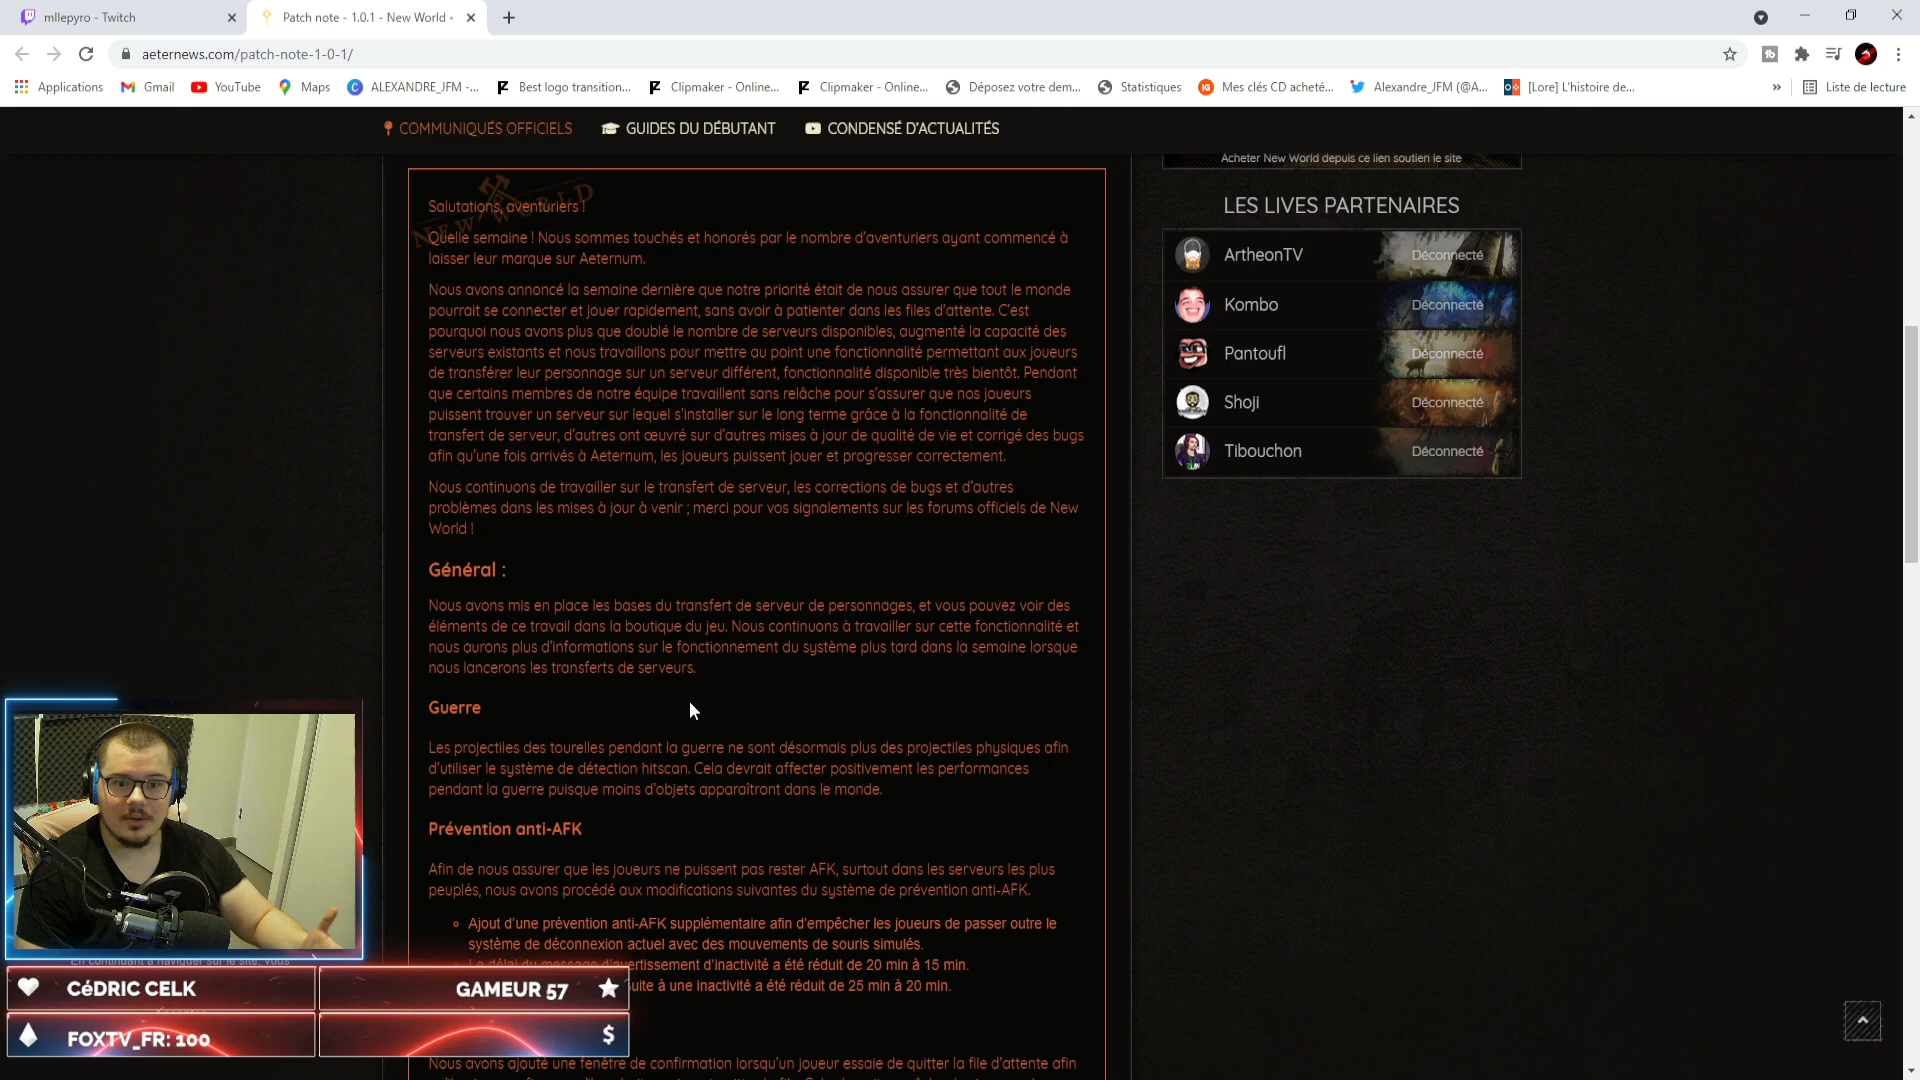 mllepyro - Twitch
Patch note - 1.0.1 - New World -
aeternews.com/patch-note-1-0-1/
Applications
Gmail
YouTube
Maps
ALEXANDRE_JFM -...
Best logo transition...
Clipmaker - Online...
Clipmaker - Online...
Déposez votre dem...
Statistiques
Mes clés CD acheté...
Alexandre_JFM (@A...
[Lore] L'histoire de...
»
Liste de lecture
COMMUNIQUÉS OFFICIELS
GUIDES DU DÉBUTANT
CONDENSÉ D'ACTUALITÉS
NEW WORLD
Salutations, aventuriers !
Quelle semaine ! Nous sommes touchés et honorés par le nombre d'aventuriers ayant commencé à
laisser leur marque sur Aeternum.
Nous avons annoncé la semaine dernière que notre priorité était de nous assurer que tout le monde
pourrait se connecter et jouer rapidement, sans avoir à patienter dans les files d'attente. C'est
pourquoi nous avons plus que doublé le nombre de serveurs disponibles, augmenté la capacité des
serveurs existants et nous travaillons pour mettre au point une fonctionnalité permettant aux joueurs
de transférer leur personnage sur un serveur différent, fonctionnalité disponible très bientôt. Pendant
que certains membres de notre équipe travaillent sans relâche pour s'assurer que nos joueurs
puissent trouver un serveur sur lequel s'installer sur le long terme grâce à la fonctionnalité de
transfert de serveur, d'autres ont œuvré sur d'autres mises à jour de qualité de vie et corrigé des bugs
afin qu'une fois arrivés à Aeternum, les joueurs puissent jouer et progresser correctement.
Nous continuons de travailler sur le transfert de serveur, les corrections de bugs et d'autres
problèmes dans les mises à jour à venir ; merci pour vos signalements sur les forums officiels de New
World !
Général :
Nous avons mis en place les bases du transfert de serveur de personnages, et vous pouvez voir des
éléments de ce travail dans la boutique du jeu. Nous continuons à travailler sur cette fonctionnalité et
nous aurons plus d'informations sur le fonctionnement du système plus tard dans la semaine lorsque
nous lancerons les transferts de serveurs.
Guerre
Les projectiles des tourelles pendant la guerre ne sont désormais plus des projectiles physiques afin
d'utiliser le système de détection hitscan. Cela devrait affecter positivement les performances
pendant la guerre puisque moins d'objets apparaîtront dans le monde.
Prévention anti-AFK
Afin de nous assurer que les joueurs ne puissent pas rester AFK, surtout dans les serveurs les plus
peuplés, nous avons procédé aux modifications suivantes du système de prévention anti-AFK.
Ajout d'une prévention anti-AFK supplémentaire afin d'empêcher les joueurs de passer outre le
système de déconnexion actuel avec des mouvements de souris simulés.
Le délai du message d'avertissement d'inactivité a été réduit de 20 min à 15 min.
suite à une inactivité a été réduit de 25 min à 20 min.
Nous avons ajouté une fenêtre de confirmation lorsqu'un joueur essaie de quitter la file d'attente afin
Acheter New World depuis ce lien soutien le site
LES LIVES PARTENAIRES
ArtheonTV
Déconnecté
Kombo
Déconnecté
Pantoufl
Déconnecté
Shoji
Déconnecté
Tibouchon
Déconnecté
En continuant à naviguer sur le site, vous
CéDRIC CELK
GAMEUR 57
FOXTV_FR: 100
$